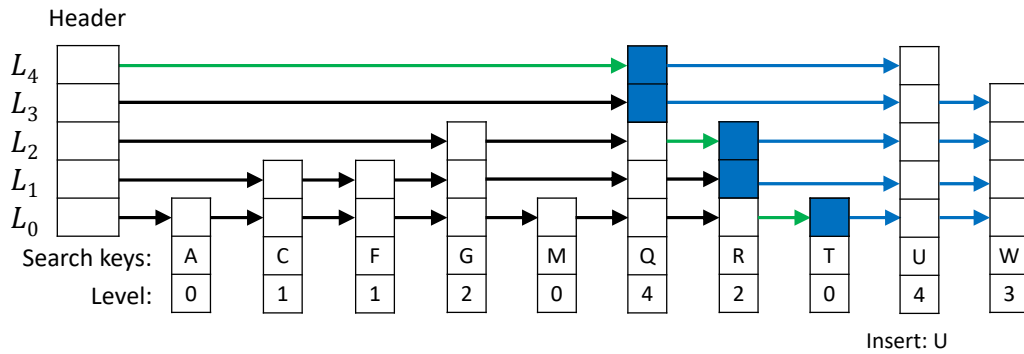 Header
L4
L3
L2
L1
L0
Search keys: A C F G M Q R T U W
Level: 0 1 1 2 0 4 2 0 4 3
Insert: U